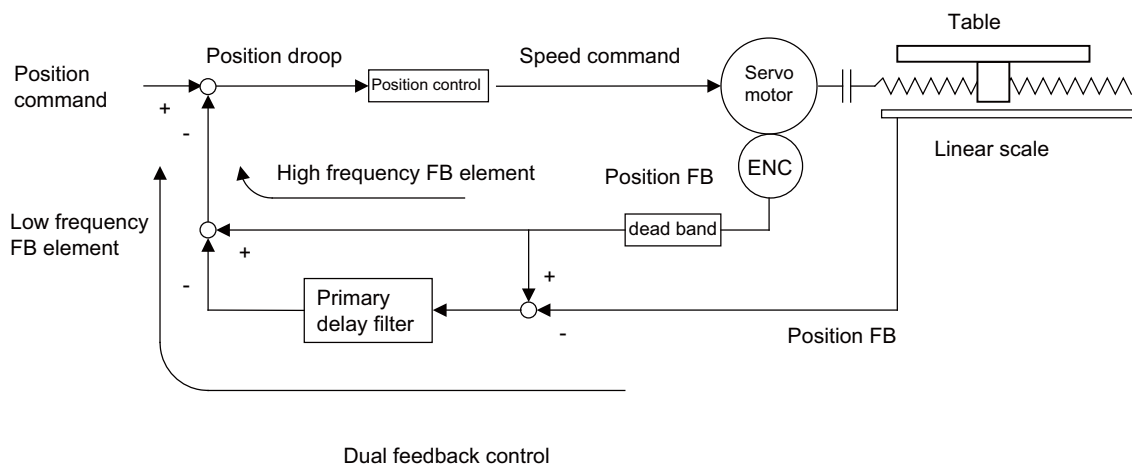 Table
Position droop
Speed command
Position
command
Position control
Servo
motor
+
-
Linear scale
High frequency FB element
Position FB
ENC
Low frequency
FB element
dead band
+
+
-
Primary
delay filter
-
Position FB
Dual feedback control